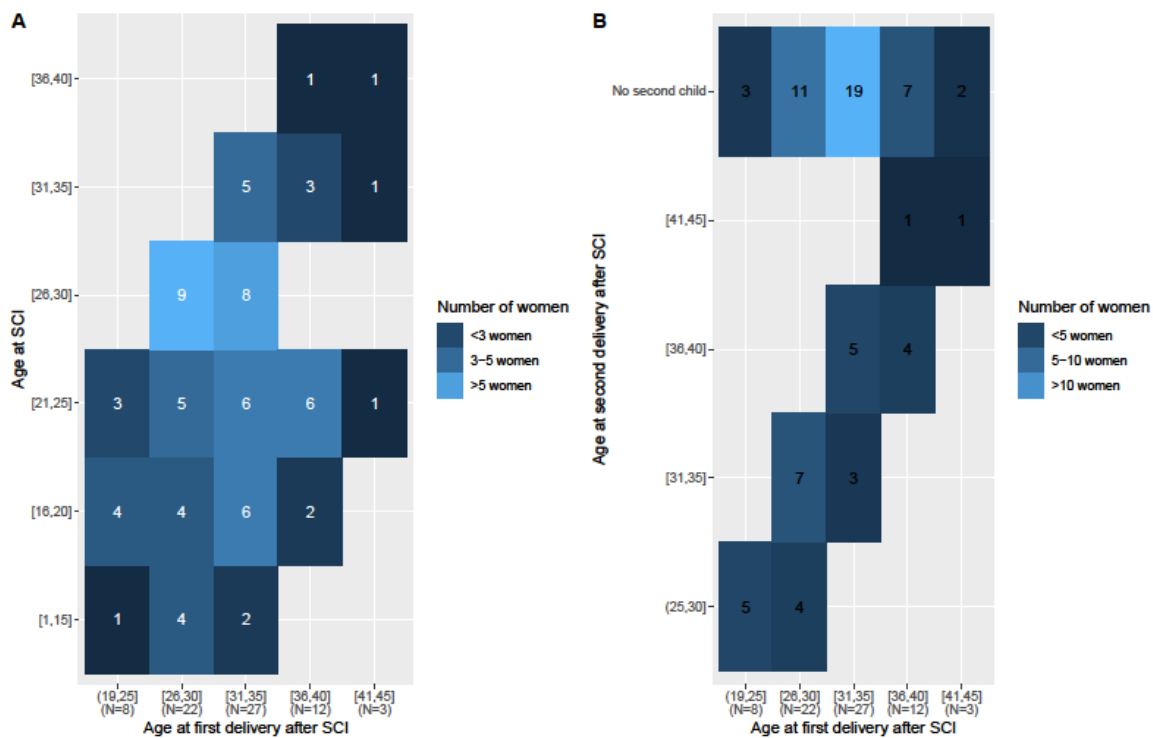 A
Age at SCI
[36,40]
1 1
[31,35]
5 3 1
[26,30]
9 8
[21,25]
3 5 6 6 1
[16,20]
4 4 6 2
[1,15]
1 4 2
(19,25] [26,30] [31,35] [36,40] [41,45]
(N=8) (N=22) (N=27) (N=12) (N=3)
Age at first delivery after SCI
Number of women
<3 women
3−5 women
>5 women
B
Age at second delivery after SCI
No second child
3 11 19 7 2
[41,45]
1 1
[36,40]
5 4
[31,35]
7 3
(25,30]
5 4
(19,25] [26,30] [31,35] [36,40] [41,45]
(N=8) (N=22) (N=27) (N=12) (N=3)
Age at first delivery after SCI
Number of women
<5 women
5−10 women
>10 women